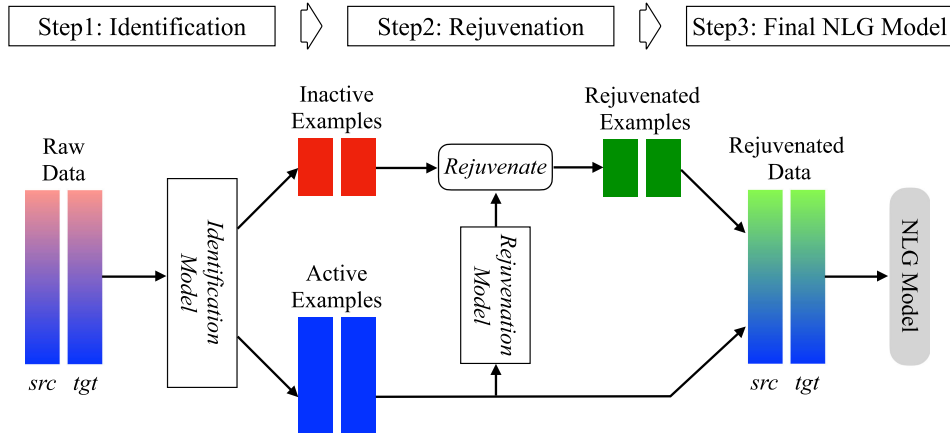 Step1: Identification
Step2: Rejuvenation
Step3: Final NLG Model
Raw
Data
src
tgt
Identification
Model
Inactive
Examples
Active
Examples
Rejuvenate
Rejuvenation
Model
Rejuvenated
Examples
Rejuvenated
Data
src
tgt
NLG Model